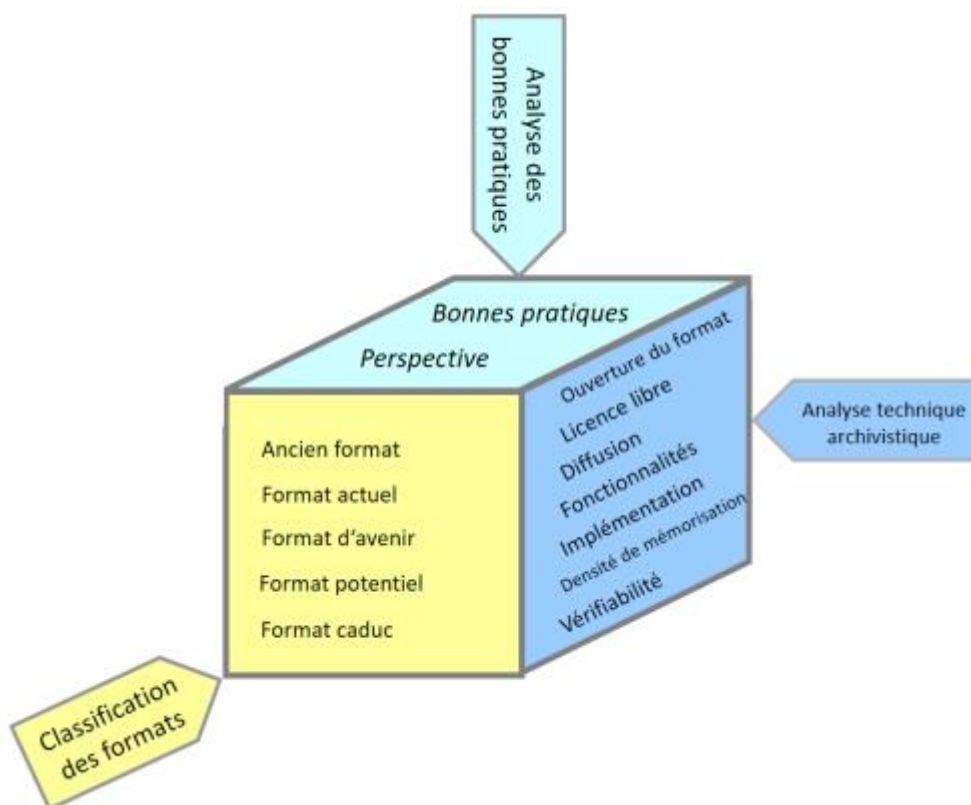 Analyse des
bonnes pratiques
Bonnes pratiques
Perspective
Ancien format
Format actuel
Format d’avenir
Format potentiel
Format caduc
Ouverture du format
Licence libre
Diffusion
Fonctionnalités
Implémentation
Densité de mémorisation
Vérifiabilité
Analyse technique
archivistique
Classification
des formats